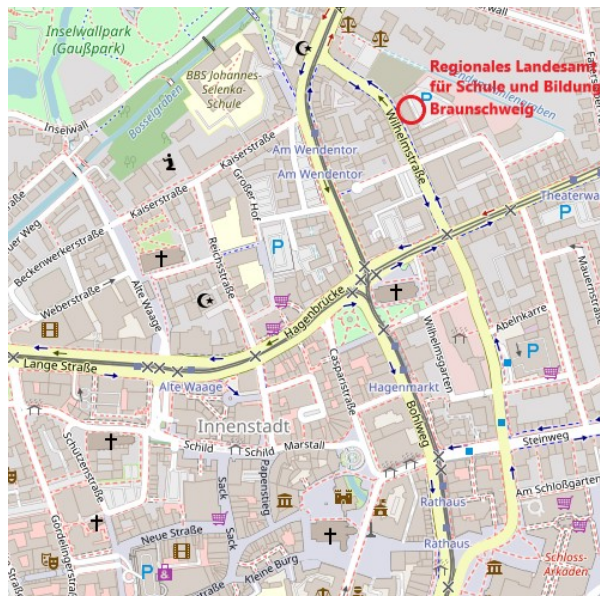 Inselwallpark
(Gaußpark)
BBS Johannes-
Selenka-
Schule
Regionales Landesamt
für Schule und Bildung
Braunschweig
Bosselgraben
Inselwall
Wilhelmstraße
Kaiserstraße
Am Wendentor
Am Wendentor
Großer Hof
Kaiserstraße
Theaterwa
Beckenwerkerstraße
Reichsstraße
Mauernstraße
Weberstraße
Alte Waage
Hagenbrücke
Abelnkarre
Wilhelmsgarten
Lange Straße
Casparistraße
Alte Waage
Hagenmarkt
Bohlweg
Innenstadt
Schild
Schild
Marstall
Steinweg
Schützenstraße
Papenstieg
Sack
Am Schloßgarten
Rathaus
Gördelingerstraße
Neue Straße
Sack
Rathaus
Kleine Burg
Schloss-
Arkaden